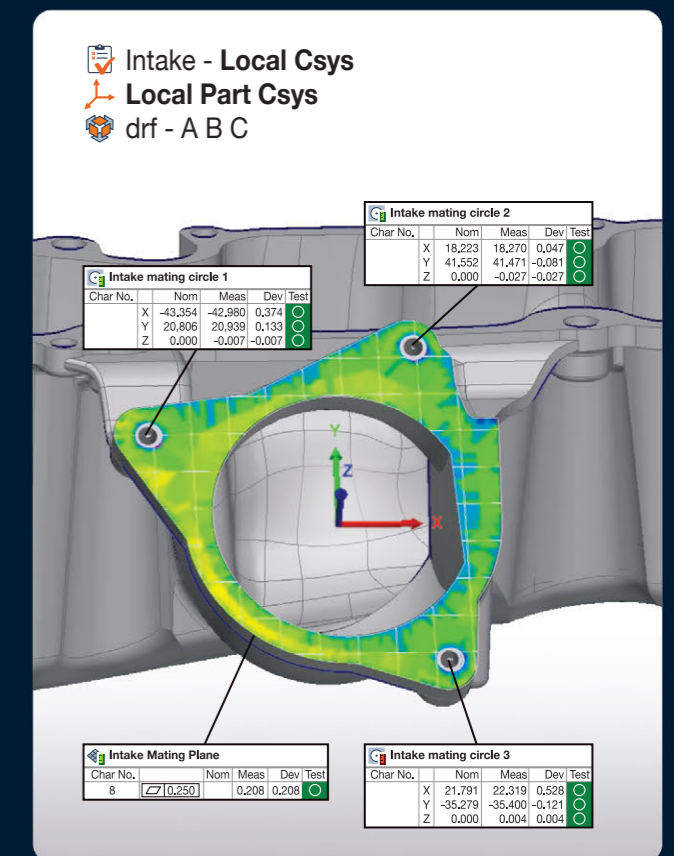 Intake - Local Csys
Local Part Csys
drf - A B C
Intake mating circle 2
Char No. Nom Meas Dev Test
X 18.223 18.270 0.047
Y 41.552 41.471 -0.081
Z 0.000 -0.027 -0.027
Intake mating circle 1
Char No. Nom Meas Dev Test
X -43.354 -42.980 0.374
Y 20,806 20,939 0.133
Z 0.000 -0.007 -0.007
Y
Z
X
Intake Mating Plane
Char No. Nom Meas Dev Test
8 0.250 0.208 0.208
Intake mating circle 3
Char No. Nom Meas Dev Test
X 21.791 22.319 0.528
Y -35.279 -35.400 -0.121
Z 0.000 0.004 0.004